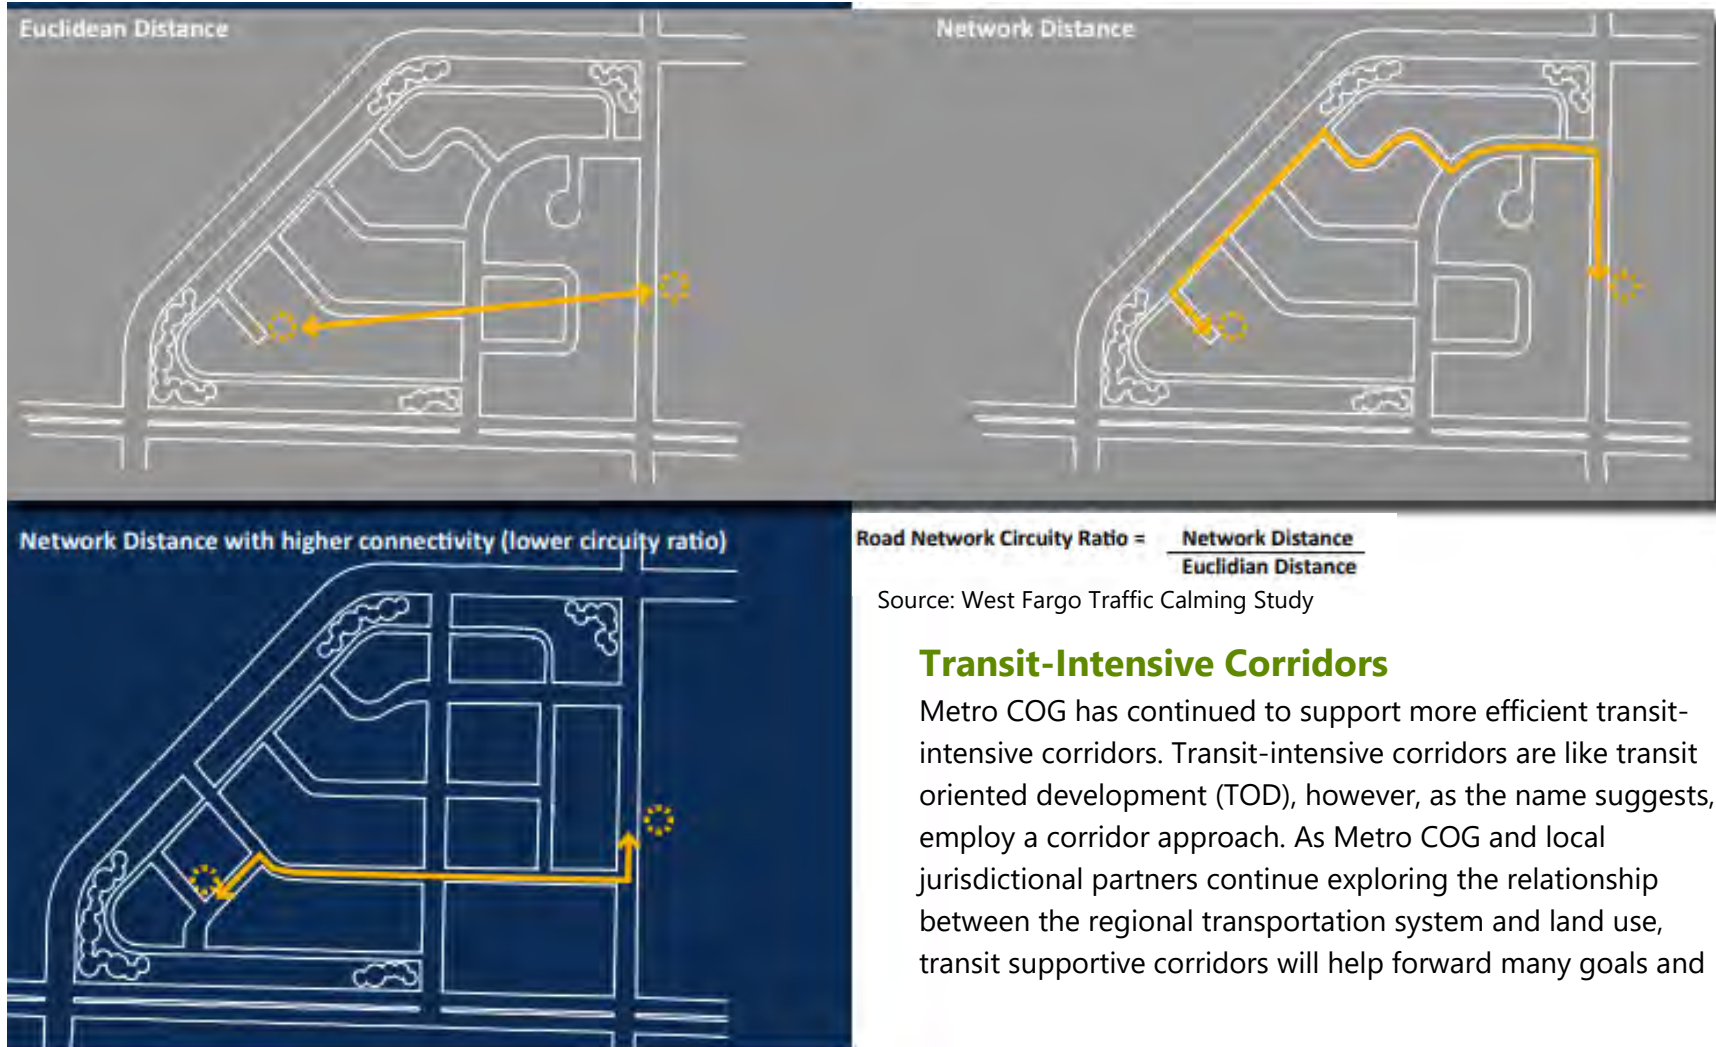 Euclidean Distance
Network Distance
Network Distance with higher connectivity (lower circuity ratio)
Road Network Circuity Ratio = Network Distance
Euclidian Distance
Source: West Fargo Traffic Calming Study
Transit-Intensive Corridors
Metro COG has continued to support more efficient transit-
intensive corridors. Transit-intensive corridors are like transit
oriented development (TOD), however, as the name suggests,
employ a corridor approach. As Metro COG and local
jurisdictional partners continue exploring the relationship
between the regional transportation system and land use,
transit supportive corridors will help forward many goals and